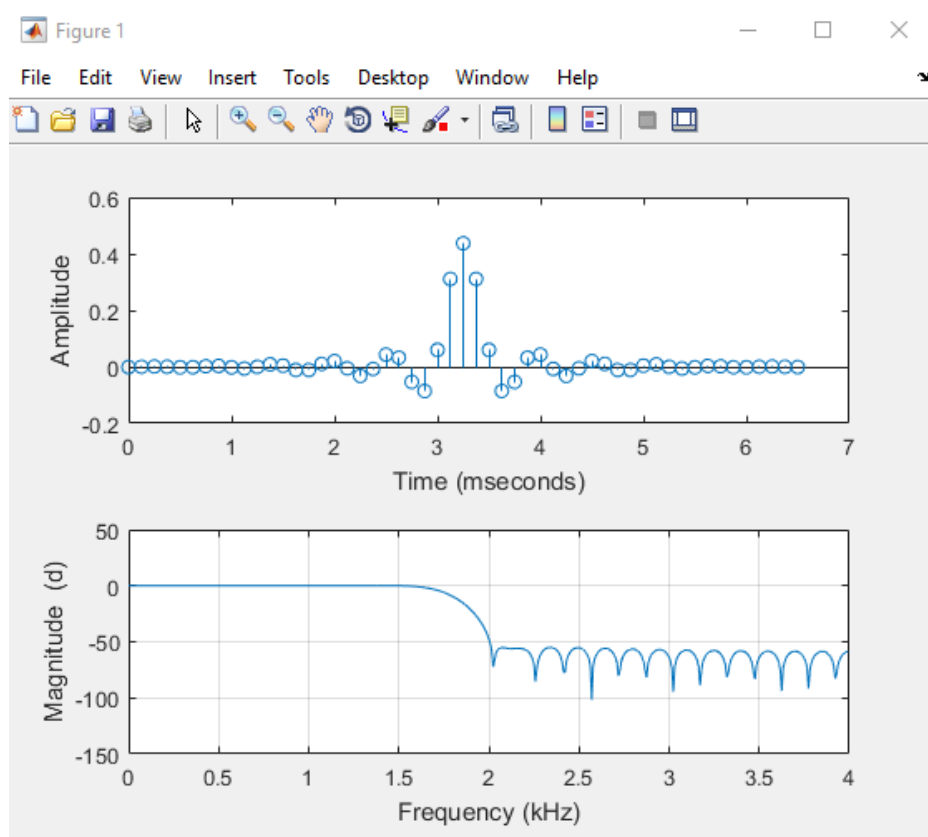 Figure 1
File Edit View Insert Tools Desktop Window Help
0.6
0.4
0.2
0
-0.2
Amplitude
0 1 2 3 4 5 6 7
Time (mseconds)
50
0
-50
-100
-150
Magnitude (d)
0 0.5 1 1.5 2 2.5 3 3.5 4
Frequency (kHz)